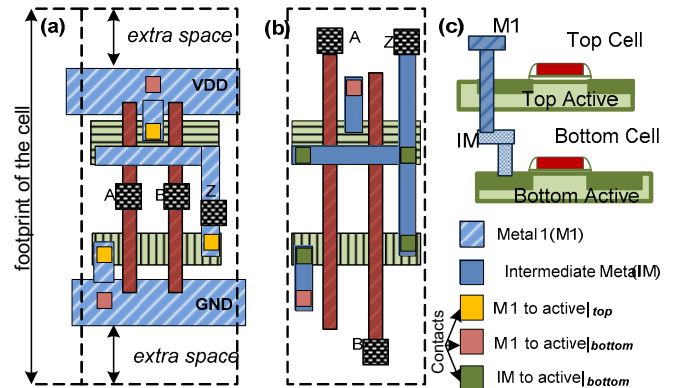 (a)
extra space
VDD
A
B
Z
GND
extra space
footprint of the cell
(b)
A
Z
B
(c)
M1
Top Cell
Top Active
IM
Bottom Cell
Bottom Active
Metal 1(M1)
Intermediate Metal(IM)
Contacts
M1 to active|top
M1 to active|bottom
IM to active|bottom